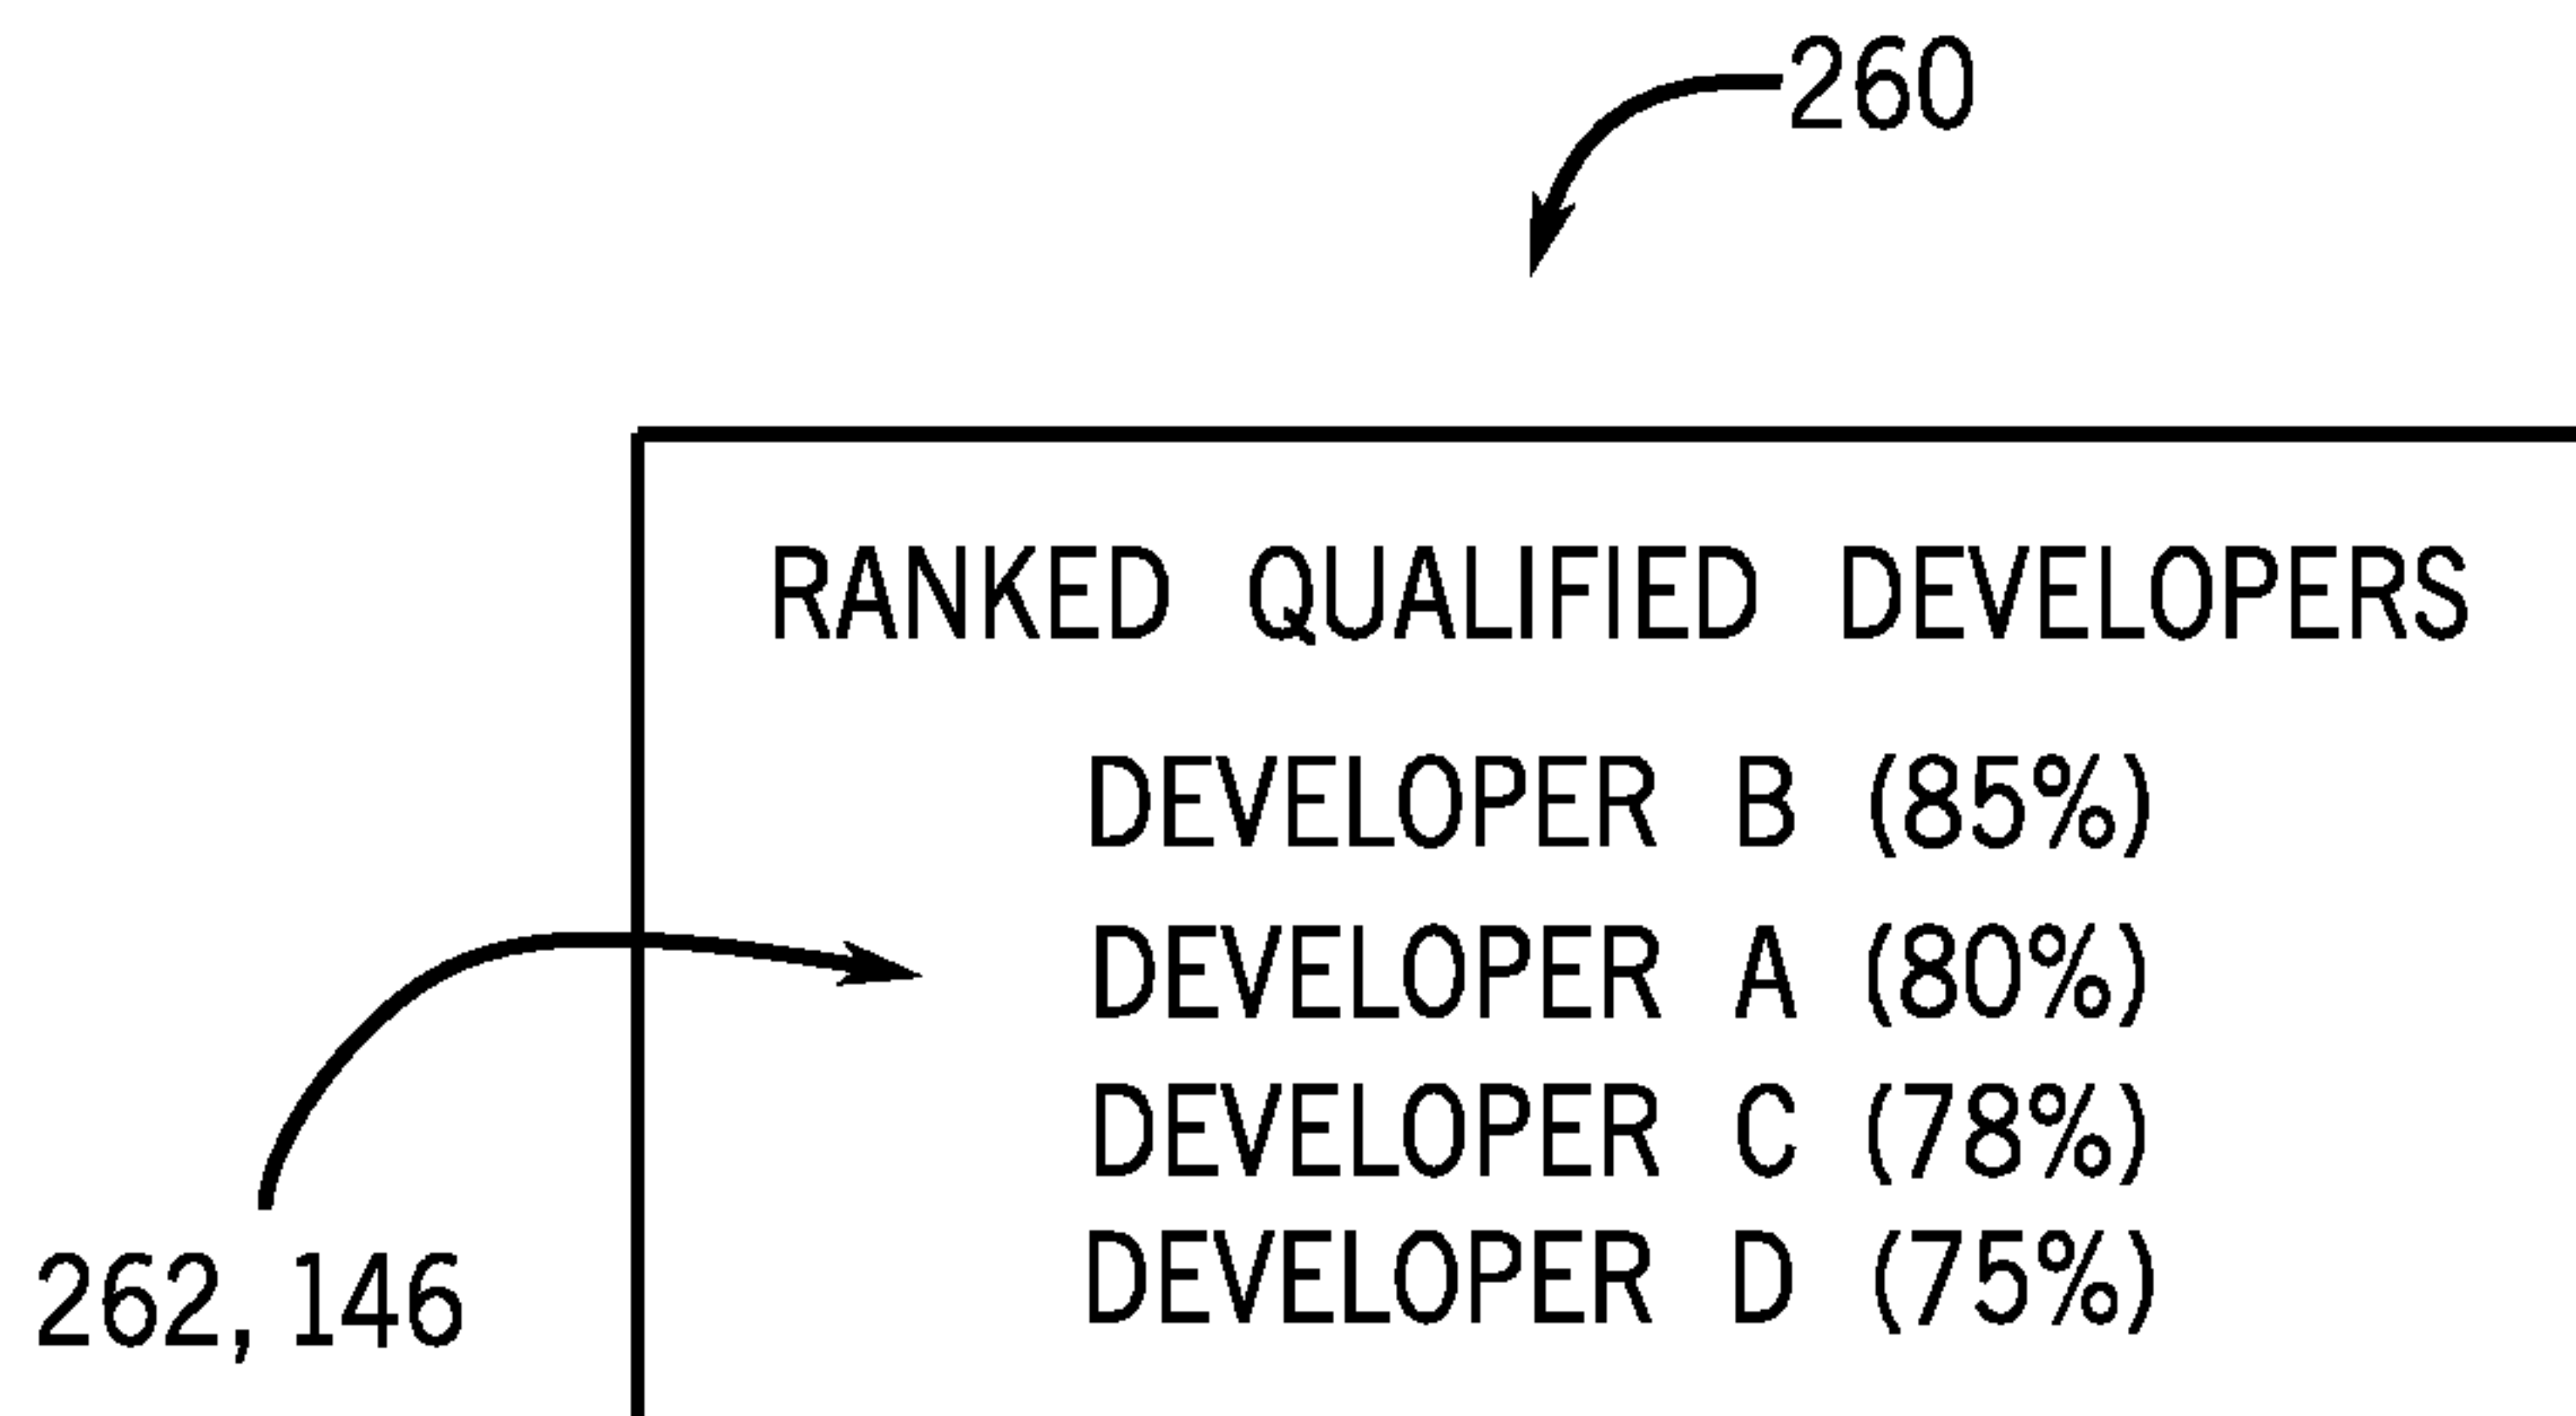 260
RANKED QUALIFIED DEVELOPERS
DEVELOPER B (85%)
DEVELOPER A (80%)
DEVELOPER C (78%)
DEVELOPER D (75%)
262, 146